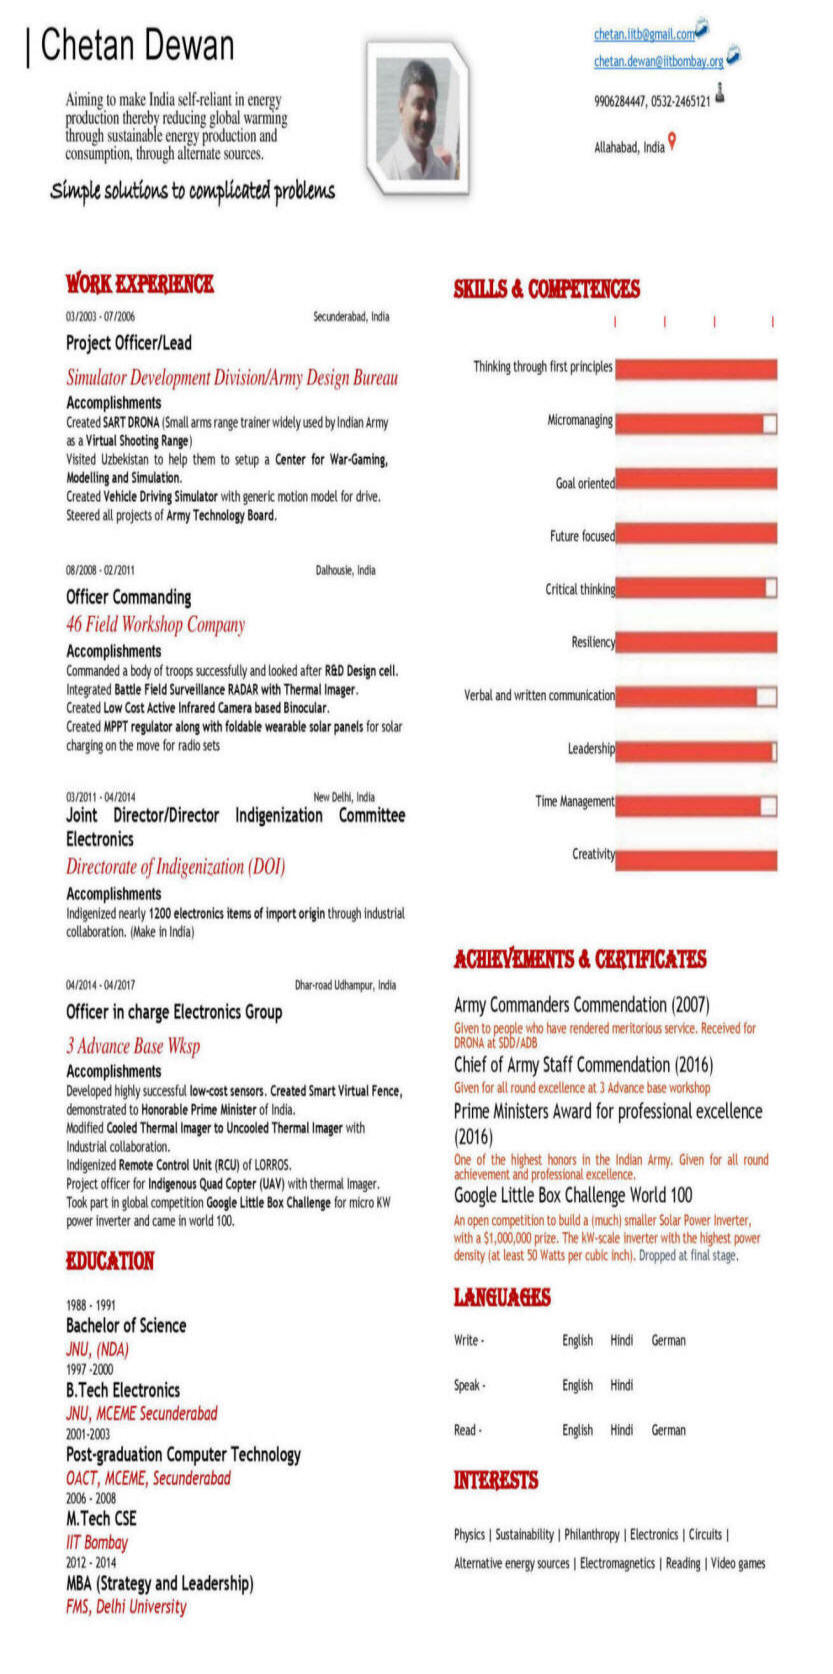 | Chetan Dewan
Aiming to make India self-reliant in energy
production thereby reducing global warming
through sustainable energy production and
consumption, through alternate sources.
Simple solutions to complicated problems
chetan.iitb@gmail.com
chetan.dewan@iitbombay.org
9906284447, 0532-2465121
Allahabad, India
WORK EXPERIENCE
03/2003 - 07/2006 Secunderabad, India
Project Officer/Lead
Simulator Development Division/Army Design Bureau
Accomplishments
Created SART DRONA (Small arms range trainer widely used by Indian Army
as a Virtual Shooting Range)
Visited Uzbekistan to help them to setup a Center for War-Gaming,
Modelling and Simulation.
Created Vehicle Driving Simulator with generic motion model for drive.
Steered all projects of Army Technology Board.
08/2008 - 02/2011 Dalhousie, India
Officer Commanding
46 Field Workshop Company
Accomplishments
Commanded a body of troops successfully and looked after R&D Design cell.
Integrated Battle Field Surveillance RADAR with Thermal Imager.
Created Low Cost Active Infrared Camera based Binocular.
Created MPPT regulator along with foldable wearable solar panels for solar
charging on the move for radio sets
03/2011 - 04/2014 New Delhi, India
Joint Director/Director Indigenization Committee
Electronics
Directorate of Indigenization (DOI)
Accomplishments
Indigenized nearly 1200 electronics items of import origin through industrial
collaboration. (Make in India)
04/2014 - 04/2017 Dhar-road Udhampur, India
Officer in charge Electronics Group
3 Advance Base Wksp
Accomplishments
Developed highly successful low-cost sensors. Created Smart Virtual Fence,
demonstrated to Honorable Prime Minister of India.
Modified Cooled Thermal Imager to Uncooled Thermal Imager with
Industrial collaboration.
Indigenized Remote Control Unit (RCU) of LORROS.
Project officer for Indigenous Quad Copter (UAV) with thermal Imager.
Took part in global competition Google Little Box Challenge for micro KW
power inverter and came in world 100.
EDUCATION
1988 - 1991
Bachelor of Science
JNU, (NDA)
1997 -2000
B.Tech Electronics
JNU, MCEME Secunderabad
2001-2003
Post-graduation Computer Technology
OACT, MCEME, Secunderabad
2006 - 2008
M.Tech CSE
IIT Bombay
2012 - 2014
MBA (Strategy and Leadership)
FMS, Delhi University
SKILLS & COMPETENCES
Thinking through first principles
Micromanaging
Goal oriented
Future focused
Critical thinking
Resiliency
Verbal and written communication
Leadership
Time Management
Creativity
ACHIEVEMENTS & CERTIFICATES
Army Commanders Commendation (2007)
Given to people who have rendered meritorious service. Received for
DRONA at SDD/ADB
Chief of Army Staff Commendation (2016)
Given for all round excellence at 3 Advance base workshop
Prime Ministers Award for professional excellence
(2016)
One of the highest honors in the Indian Army. Given for all round
achievement and professional excellence.
Google Little Box Challenge World 100
An open competition to build a (much) smaller Solar Power Inverter,
with a $1,000,000 prize. The kW-scale inverter with the highest power
density (at least 50 Watts per cubic inch). Dropped at final stage.
LANGUAGES
Write - English Hindi German
Speak - English Hindi
Read - English Hindi German
INTERESTS
Physics | Sustainability | Philanthropy | Electronics | Circuits |
Alternative energy sources | Electromagnetics | Reading | Video games